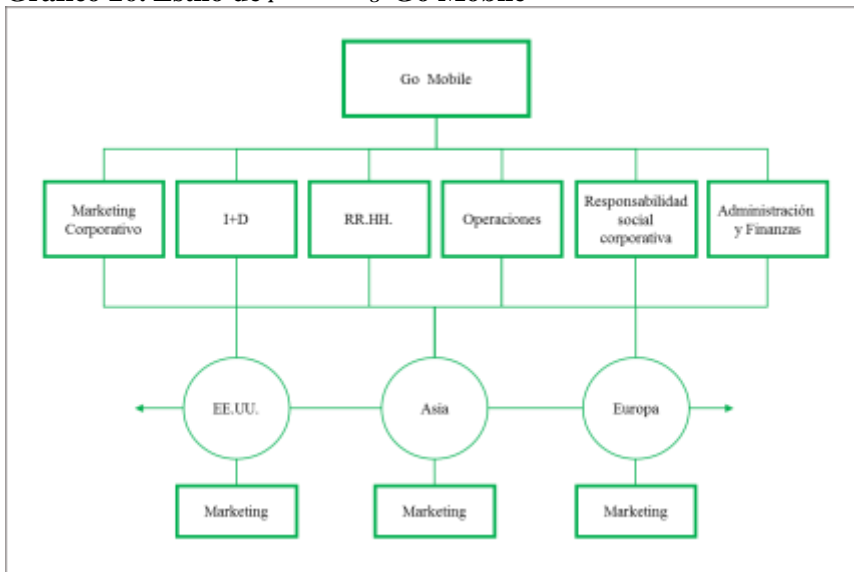 Go Mobile
Marketing
Corporativo
I+D
RR.HH.
Operaciones
Responsabilidad
social
corporativa
Administración
y Finanzas
EE.UU.
Asia
Europa
Marketing
Marketing
Marketing